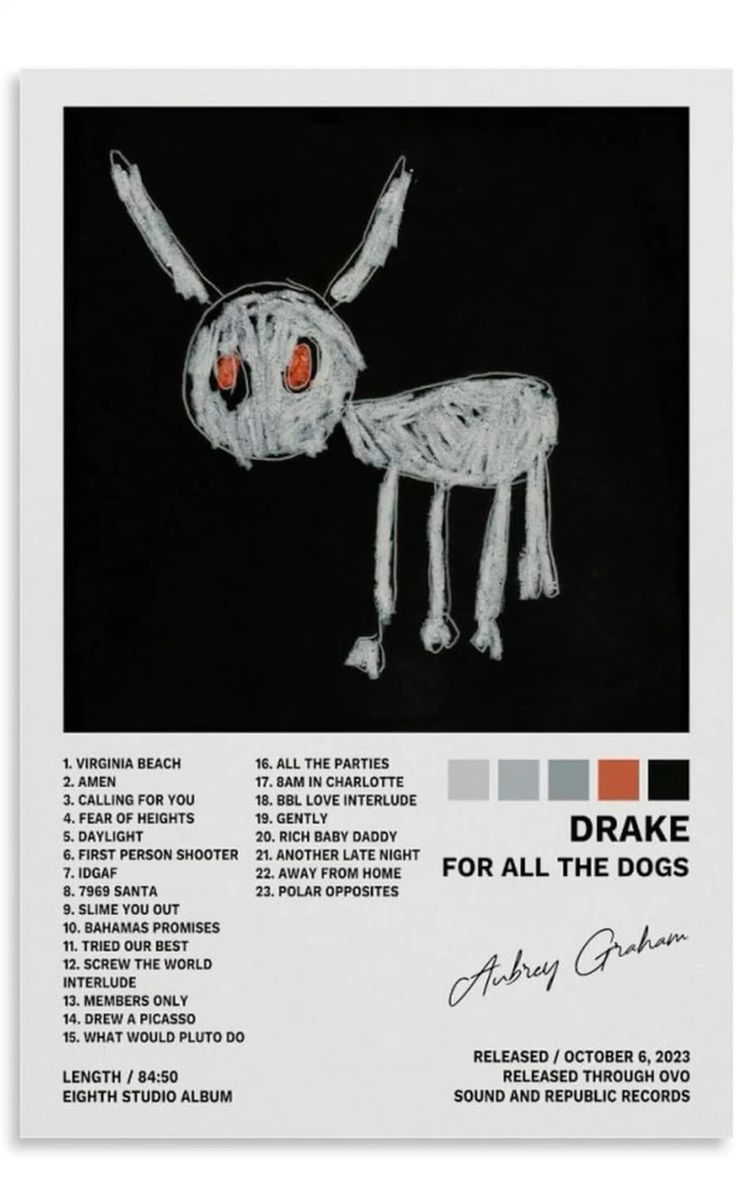 1. VIRGINIA BEACH
2. AMEN
3. CALLING FOR YOU
4. FEAR OF HEIGHTS
5. DAYLIGHT
6. FIRST PERSON SHOOTER
7. IDGAF
8. 7969 SANTA
9. SLIME YOU OUT
10. BAHAMAS PROMISES
11. TRIED OUR BEST
12. SCREW THE WORLD
INTERLUDE
13. MEMBERS ONLY
14. DREW A PICASSO
15. WHAT WOULD PLUTO DO
16. ALL THE PARTIES
17. 8AM IN CHARLOTTE
18. BBL LOVE INTERLUDE
19. GENTLY
20. RICH BABY DADDY
21. ANOTHER LATE NIGHT
22. AWAY FROM HOME
23. POLAR OPPOSITES
DRAKE
FOR ALL THE DOGS
Aubrey Graham
LENGTH / 84:50
EIGHTH STUDIO ALBUM
RELEASED / OCTOBER 6, 2023
RELEASED THROUGH OVO
SOUND AND REPUBLIC RECORDS